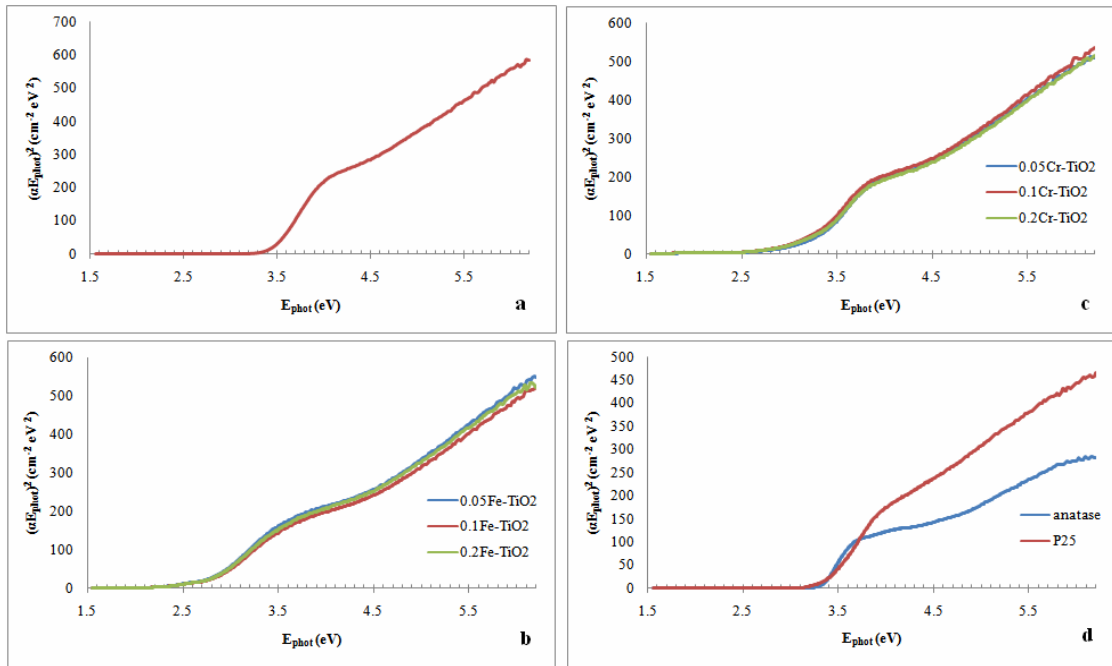 700
600
500
400
300
200
100
0
1.5 2.5 3.5 4.5 5.5
(αEphot)² (cm⁻² eV²)
Ephot (eV)
a
600
500
400
300
200
100
0
1.5 2.5 3.5 4.5 5.5
(αEphot)² (cm⁻² eV²)
Ephot (eV)
0.05Cr-TiO2
0.1Cr-TiO2
0.2Cr-TiO2
c
600
500
400
300
200
100
0
1.5 2.5 3.5 4.5 5.5
(αEphot)² (cm⁻² eV²)
Ephot (eV)
0.05Fe-TiO2
0.1Fe-TiO2
0.2Fe-TiO2
b
500
450
400
350
300
250
200
150
100
50
0
1.5 2.5 3.5 4.5 5.5
(αEphot)² (cm⁻² eV²)
Ephot (eV)
anatase
P25
d